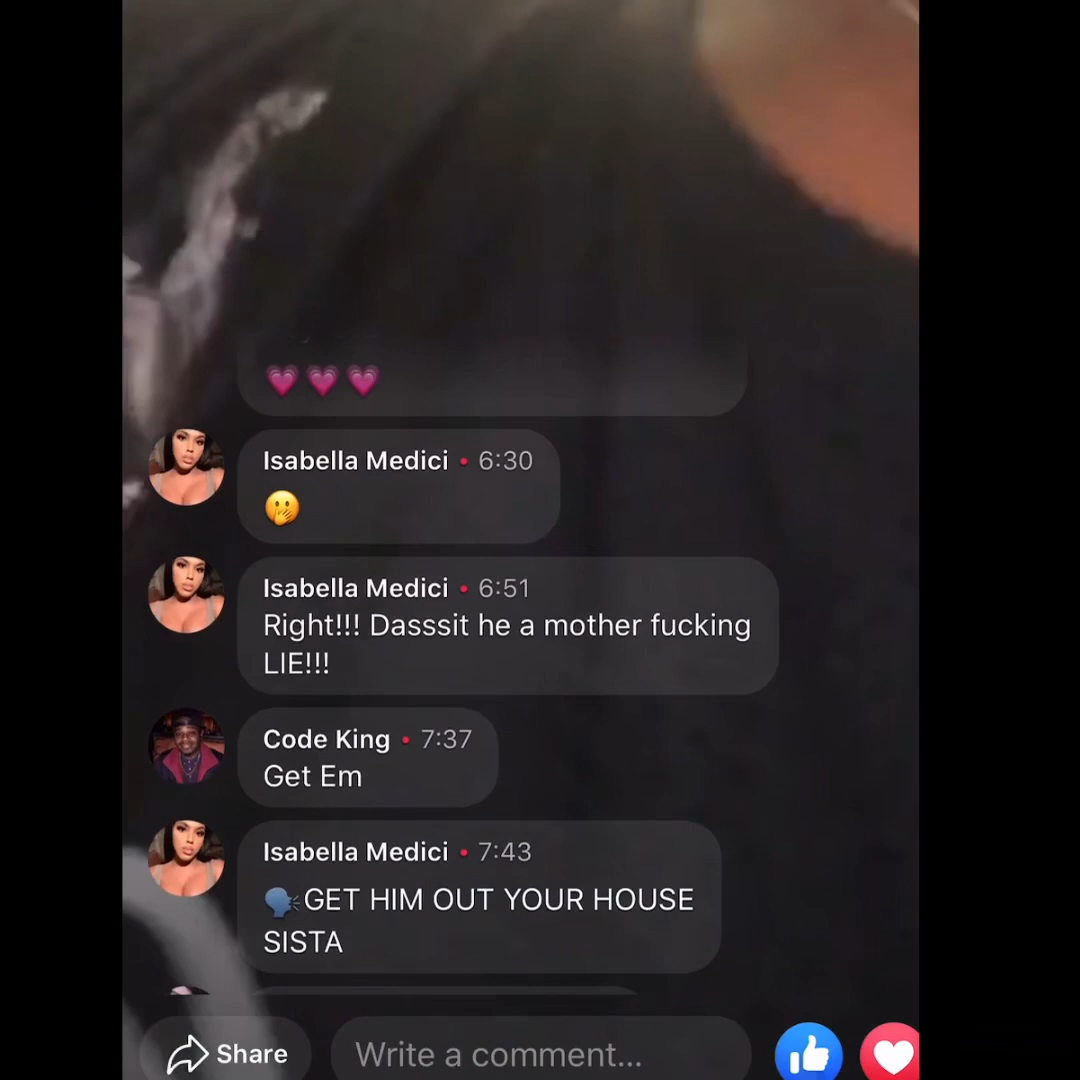 💗💗💗
Isabella Medici • 6:30
🤭
Isabella Medici • 6:51
Right!!! Dasssit he a mother fucking
LIE!!!
Code King • 7:37
Get Em
Isabella Medici • 7:43
🗣GET HIM OUT YOUR HOUSE
SISTA
Share
Write a comment...